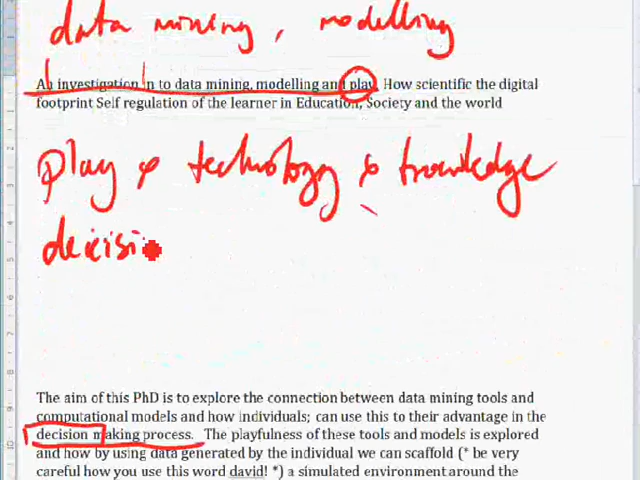 data mining, modelling
An investigation in to data mining, modelling and play. How scientific the digital
footprint Self regulation of the learner in Education, Society and the world
play & technology & knowledge
decisi
The aim of this PhD is to explore the connection between data mining tools and
computational models and how individuals; can use this to their advantage in the
decision making process. The playfulness of these tools and models is explored
and how by using data generated by the individual we can scaffold (* be very
careful how you use this word david! *) a simulated environment around the